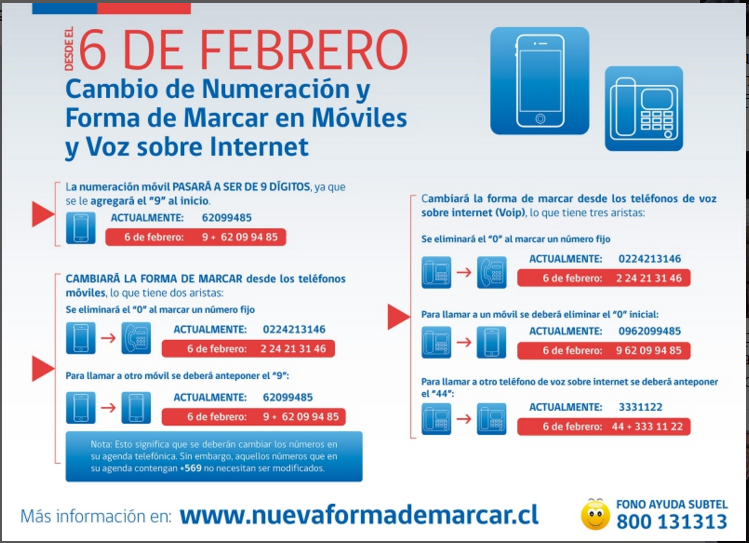 DESDE EL
6 DE FEBRERO
Cambio de Numeración y
Forma de Marcar en Móviles
y Voz sobre Internet
La numeración móvil PASARÁ A SER DE 9 DÍGITOS, ya que
se le agregará el "9" al inicio.
ACTUALMENTE: 62099485
6 de febrero: 9 + 62 09 94 85
CAMBIARÁ LA FORMA DE MARCAR desde los teléfonos
móviles, lo que tiene dos aristas:
Se eliminará el "0" al marcar un número fijo
ACTUALMENTE: 0224213146
6 de febrero: 2 24 21 31 46
Para llamar a otro móvil se deberá anteponer el "9":
ACTUALMENTE: 62099485
6 de febrero: 9 + 62 09 94 85
Nota: Esto significa que se deberán cambiar los números en
su agenda telefónica. Sin embargo, aquellos números que en
su agenda contengan +569 no necesitan ser modificados.
Cambiará la forma de marcar desde los teléfonos de voz
sobre internet (Voip), lo que tiene tres aristas:
Se eliminará el "0" al marcar un número fijo
ACTUALMENTE: 0224213146
6 de febrero: 2 24 21 31 46
Para llamar a un móvil se deberá eliminar el "0" inicial:
ACTUALMENTE: 0962099485
6 de febrero: 9 62 09 94 85
Para llamar a otro teléfono de voz sobre internet se deberá anteponer
el "44":
ACTUALMENTE: 3331122
6 de febrero: 44 + 333 11 22
Más información en: www.nuevaformademarcar.cl
FONO AYUDA SUBTEL
800 131313